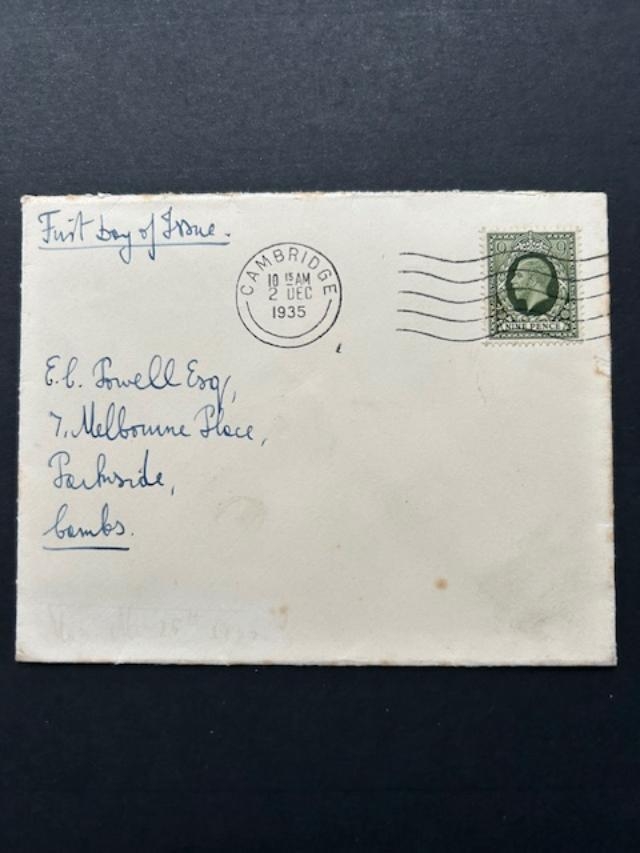 First Day of Issue.
CAMBRIDGE
10 15 AM
2 DEC
1935
9 9
NINE PENCE
E.C. Powell Esq,
7, Melbourne Place,
Parkside,
Cambs.